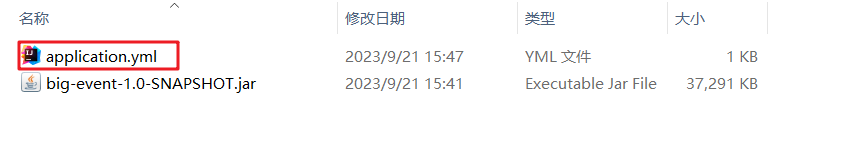 名称 修改日期 类型 大小
application.yml 2023/9/21 15:47 YML 文件 1 KB
big-event-1.0-SNAPSHOT.jar 2023/9/21 15:41 Executable Jar File 37,291 KB